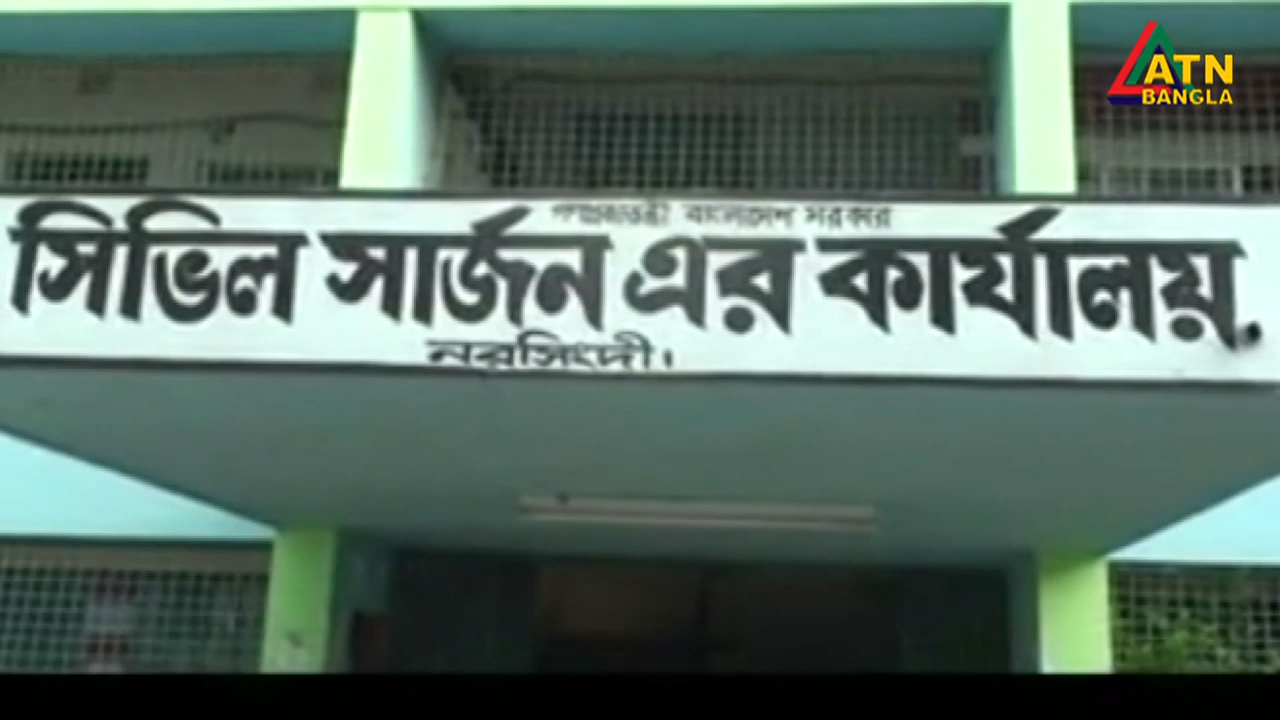 ATN
BANGLA
গণপ্রজাতন্ত্রী বাংলাদেশ সরকার
সিভিল সার্জন এর কার্যালয়,
নরসিংদী।